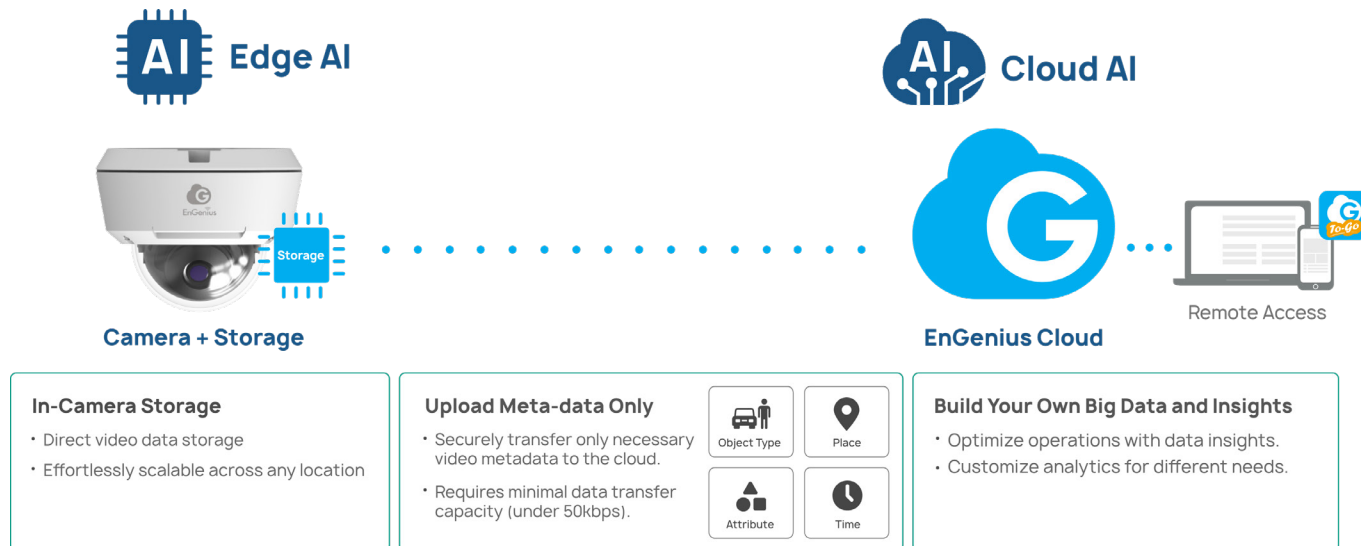 AI Edge AI
AI Cloud AI
EnGenius
Storage
G
G
To-Go
Remote Access
Camera + Storage
EnGenius Cloud
In-Camera Storage
• Direct video data storage
• Effortlessly scalable across any location
Upload Meta-data Only
• Securely transfer only necessary
video metadata to the cloud.
• Requires minimal data transfer
capacity (under 50kbps).
Object Type
Place
Attribute
Time
Build Your Own Big Data and Insights
• Optimize operations with data insights.
• Customize analytics for different needs.